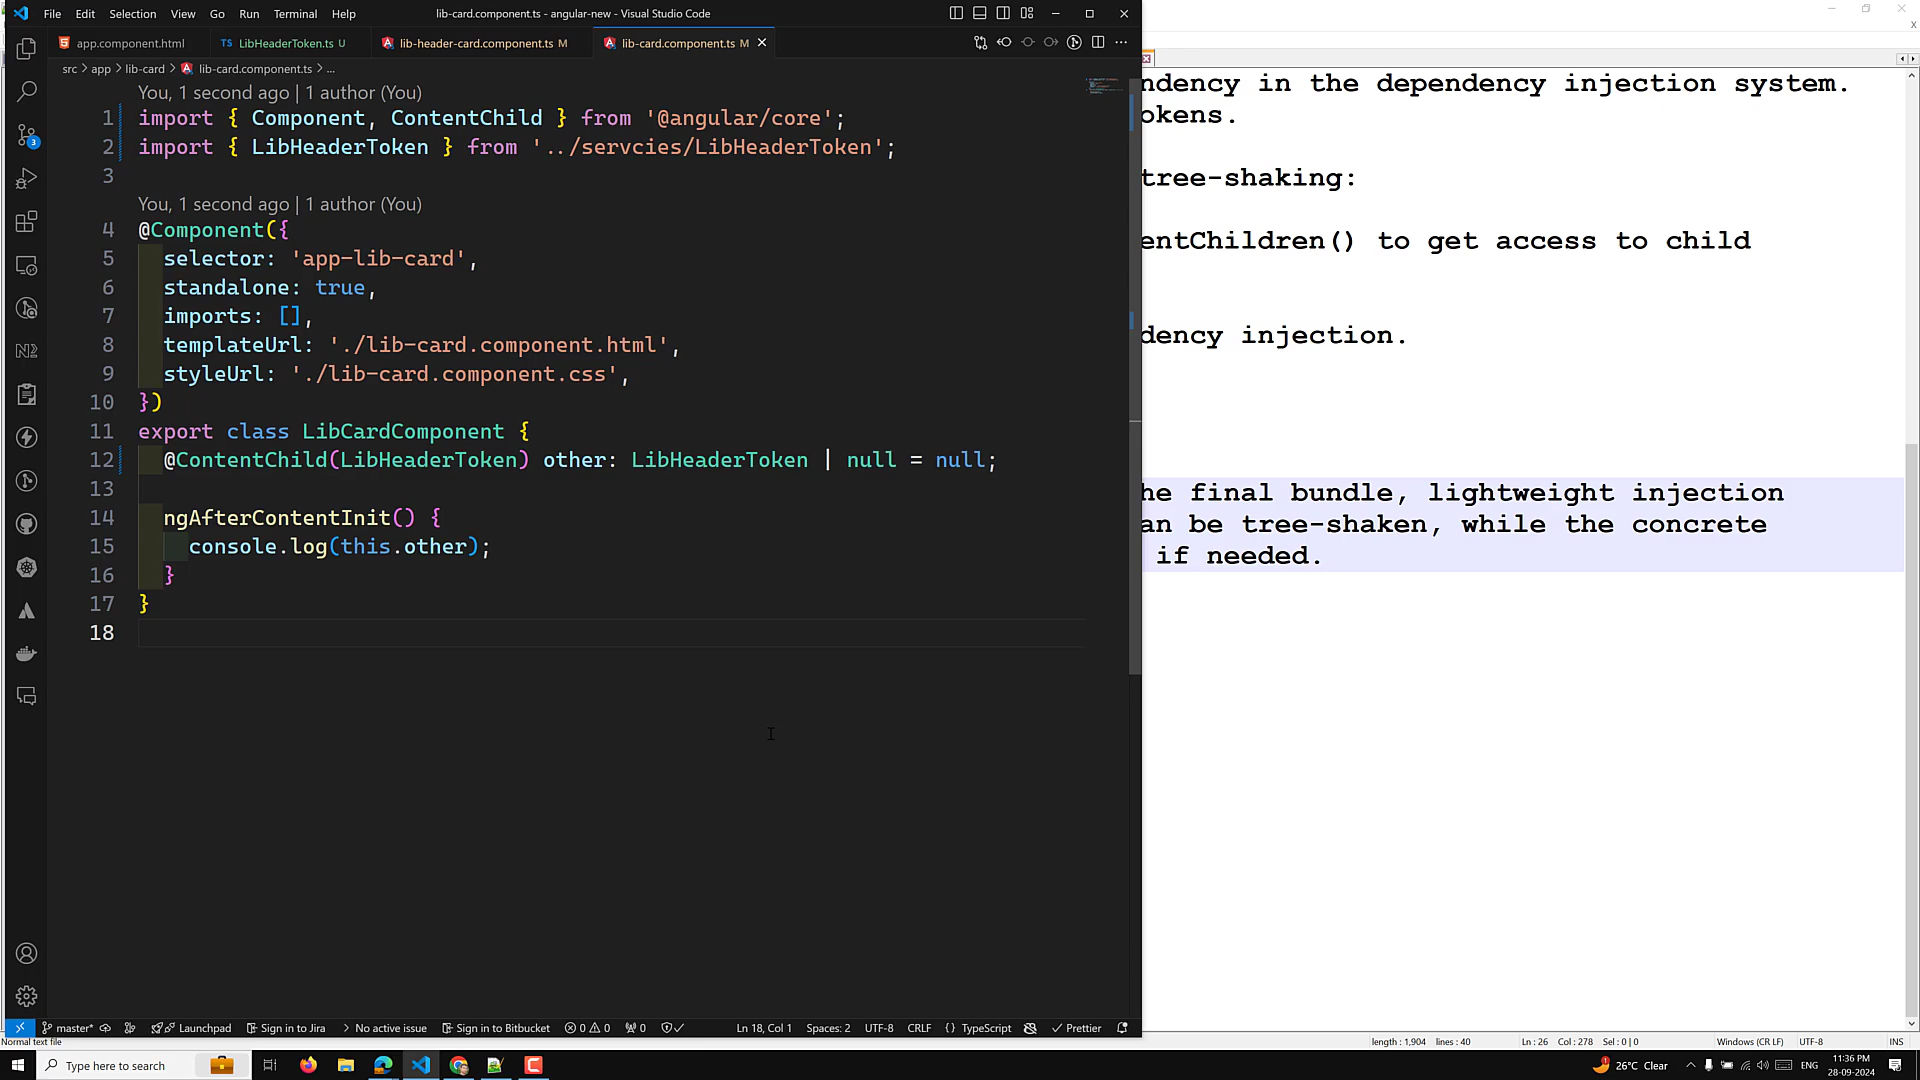 File Edit Selection View Go Run Terminal Help
lib-card.component.ts - angular-new - Visual Studio Code
app.component.html
TS LibHeaderToken.ts U
lib-header-card.component.ts M
lib-card.component.ts M
src > app > lib-card > lib-card.component.ts > ...
You, 1 second ago | 1 author (You)
1 import { Component, ContentChild } from '@angular/core';
2 import { LibHeaderToken } from '../servcies/LibHeaderToken';
3
You, 1 second ago | 1 author (You)
4 @Component({
5 selector: 'app-lib-card',
6 standalone: true,
7 imports: [],
8 templateUrl: './lib-card.component.html',
9 styleUrl: './lib-card.component.css',
10 })
11 export class LibCardComponent {
12 @ContentChild(LibHeaderToken) other: LibHeaderToken | null = null;
13
14 ngAfterContentInit() {
15 console.log(this.other);
16 }
17 }
18
3
ndency in the dependency injection system.
okens.
tree-shaking:
entChildren() to get access to child
dency injection.
he final bundle, lightweight injection
an be tree-shaken, while the concrete
if needed.
master* Launchpad Sign in to Jira > No active issue Sign in to Bitbucket 0 0 0 Ln 18, Col 1 Spaces: 2 UTF-8 CRLF {} TypeScript Prettier
Normal text file
length : 1,904 lines : 40 Ln : 26 Col : 278 Sel : 0 | 0 Windows (CR LF) UTF-8 INS
Type here to search
26°C Clear
ENG
11:36 PM
28-09-2024